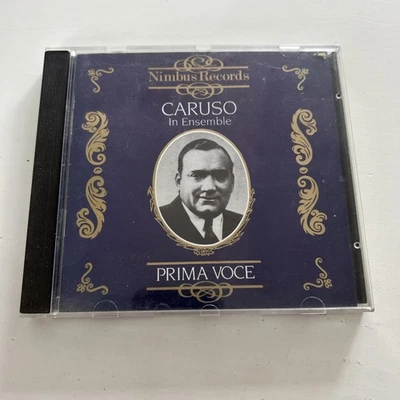 Nimbus Records
CARUSO
In Ensemble
PRIMA VOCE